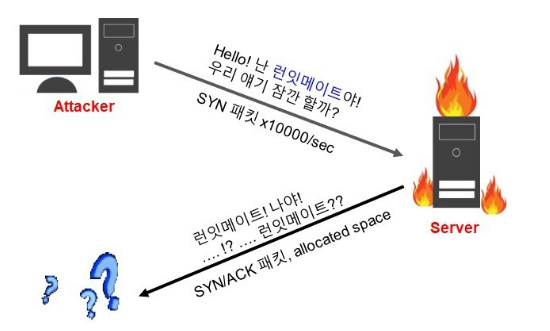 Hello! 난 런잇메이트야!
우리 얘기 잠깐 할까?
SYN 패킷 x10000/sec
Attacker
Server
런잇메이트! 나야!
....!? .... 런잇메이트??
SYN/ACK 패킷, allocated space